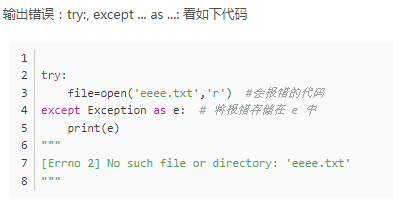 输出错误：try:, except ... as ...: 看如下代码
1
2 try:
3     file=open('eeee.txt','r')  #会报错的代码
4 except Exception as e:  # 将报错存储在 e 中
5     print(e)
6 """
7 [Errno 2] No such file or directory: 'eeee.txt'
8 """